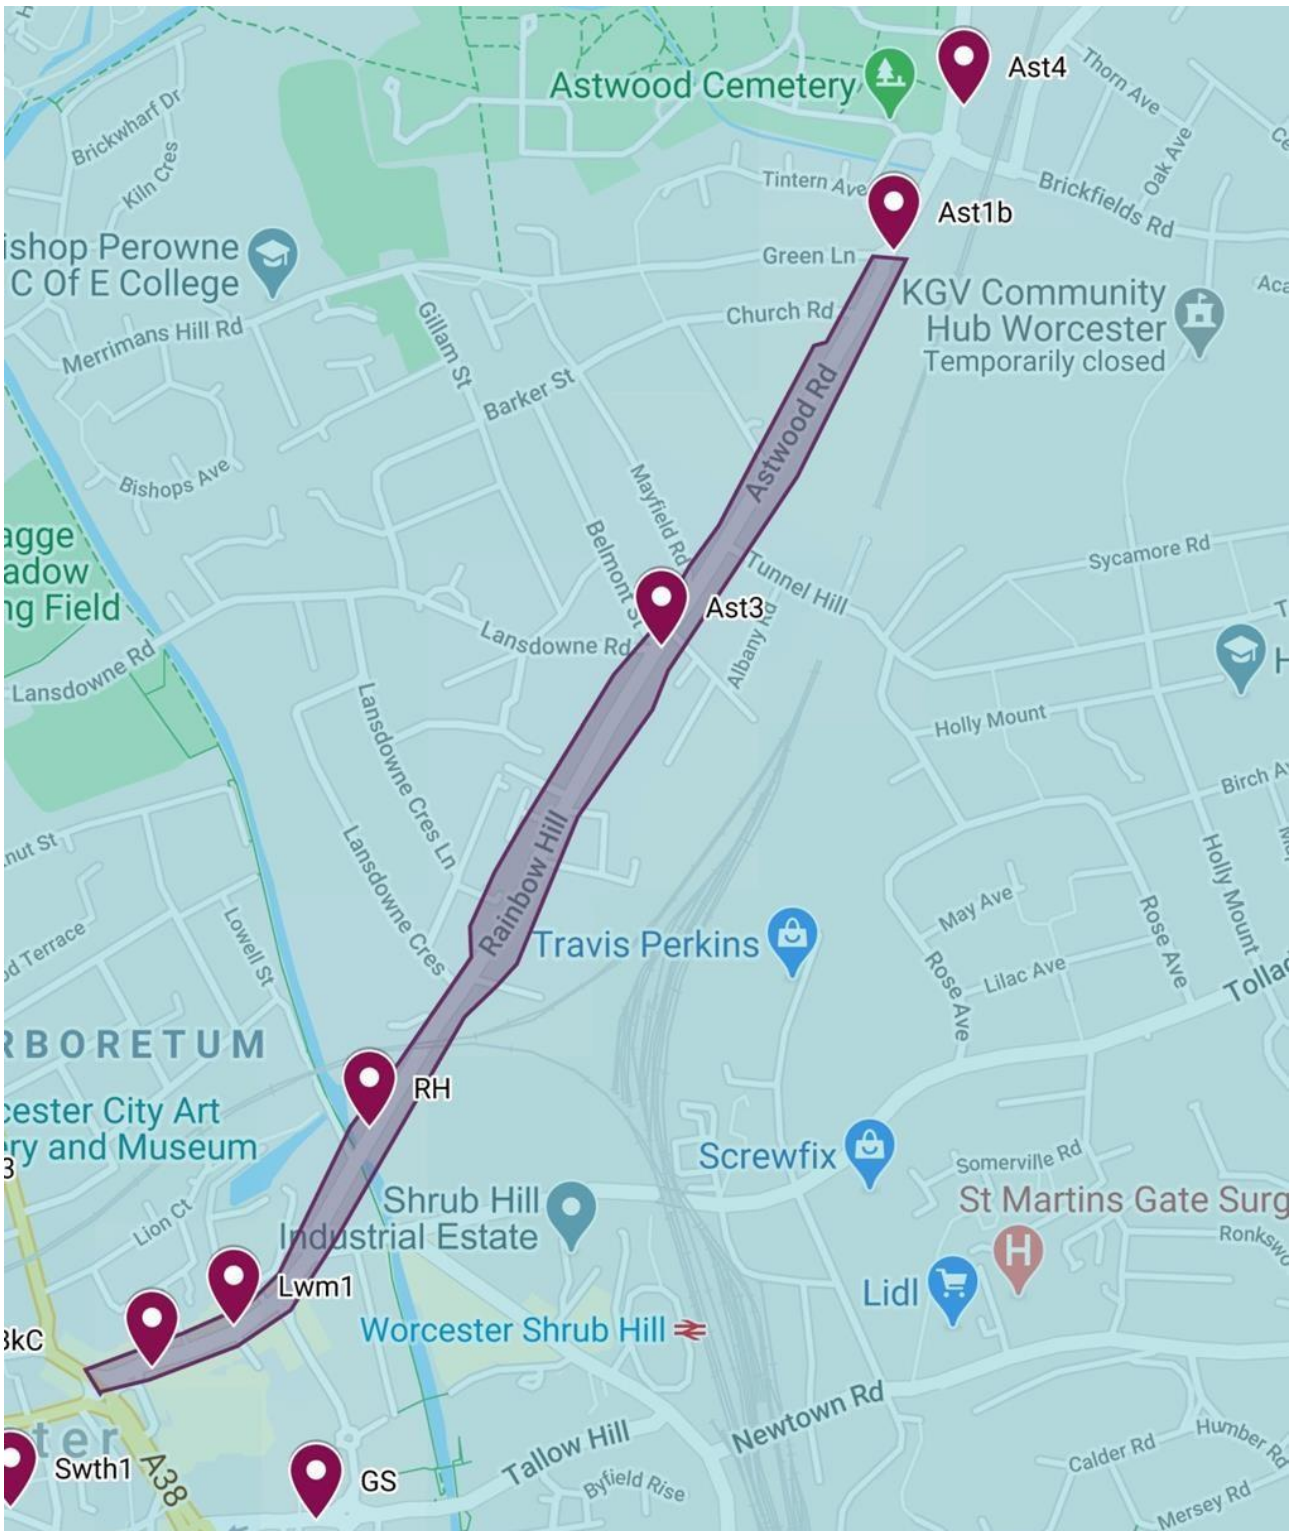 Ast4
Astwood Cemetery
Thorn Ave
Brickwharf Dr
Kiln Cres
Oak Ave
Tintern Ave
Brickfields Rd
Ast1b
ishop Perowne
C Of E College
Green Ln
KGV Community
Hub Worcester
Temporarily closed
Aca
Church Rd
Merrimans Hill Rd
Gillam St
Barker St
Astwood Rd
Bishops Ave
Mayfield Rd
Belmont St
agge
adow
ng Field
Sycamore Rd
Tunnel Hill
Ast3
Lansdowne Rd
Albany Rd
Lansdowne Rd
Holly Mount
Lansdowne Cres Ln
Birch Av
nut St
Lansdowne Cres
Rainbow Hill
Holly Mount
May Ave
Rose Ave
Lowell St
od Terrace
Travis Perkins
Rose Ave
Lilac Ave
Tollad
RBORETUM
RH
cester City Art
ery and Museum
Screwfix
Somerville Rd
3
Shrub Hill
Industrial Estate
St Martins Gate Surg
H
Lion Ct
Ronkswo
Lwm1
Lidl
3kC
Worcester Shrub Hill
Newtown Rd
ter
Swth1
A38
GS
Tallow Hill
Byfield Rise
Calder Rd
Humber Rd
Mersey Rd